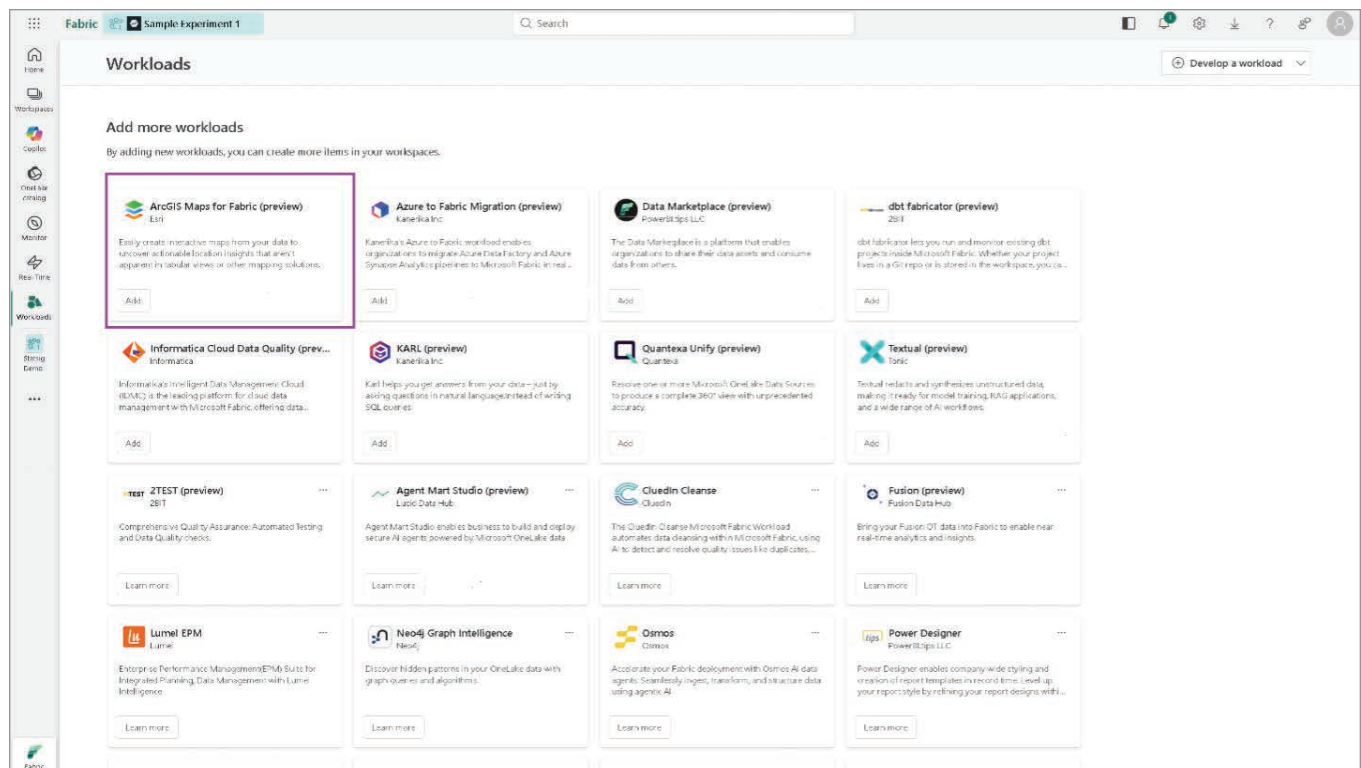 Fabric Sample Experiment 1 Search
Home
Workspaces
Copilot
OneLake
catalog
Monitor
Real-Time
Workloads
Demo
Fabric
Workloads
Develop a workload
Add more workloads
By adding new workloads, you can create more items in your workspaces.
ArcGIS Maps for Fabric (preview)
Esri
Easily create interactive maps from your data to
uncover actionable location insights that aren't
apparent in tabular views or other mapping solutions.
Add
Azure to Fabric Migration (preview)
Kanerika Inc
Kanerika's Azure to Fabric workload enables
organizations to migrate Azure Data Factory and Azure
Synapse Analytics pipelines to Microsoft Fabric in real...
Add
Data Marketplace (preview)
PowerBI.tips LLC
The Data Marketplace is a platform that enables
organizations to share their data assets and consume
data from others.
Add
dbt fabricator (preview)
2BIT
dbt fabricator lets you run and monitor existing dbt
projects inside Microsoft Fabric. Whether your project
lives in a Git repo or is stored in the workspace, you ca...
Add
Informatica Cloud Data Quality (prev...
Informatica
Informatica's Intelligent Data Management Cloud
(IDMC) is the leading platform for cloud data
management with Microsoft Fabric, offering data...
Add
KARL (preview)
Kanerika Inc
Karl helps you get answers from your data—just by
asking questions in natural language instead of writing
SQL queries
Add
Quantexa Unify (preview)
Quantexa
Resolve one or more Microsoft OneLake Data Sources
to produce a complete 360° view with unprecedented
accuracy
Add
Textual (preview)
Tonic
Textual redacts and synthesizes unstructured data,
making it ready for model training, RAG applications,
and a wide range of AI workflows.
Add
TEST 2TEST (preview)
2BIT
Comprehensive Quality Assurance: Automated Testing
and Data Quality checks.
Learn more
Agent Mart Studio (preview)
Lucid Data Hub
Agent Mart Studio enables business to build and deploy
secure AI agents powered by Microsoft OneLake data
Learn more
CluedIn Cleanse
CluedIn
The CluedIn Cleanse Microsoft Fabric Workload
automates data cleansing within Microsoft Fabric, using
AI to detect and resolve quality issues like duplicates,...
Learn more
Fusion (preview)
Fusion Data Hub
Bring your Fusion OT data into Fabric to enable near
real-time analytics and insights.
Learn more
Lu Lumel EPM
Lumel
Enterprise Performance Management(EPM) Suite for
Integrated Planning, Data Management with Lumel
Intelligence
Learn more
Neo4j Graph Intelligence
Neo4j
Discover hidden patterns in your OneLake data with
graph queries and algorithms.
Learn more
Osmos
Osmos
Accelerate your Fabric deployment with Osmos AI data
agents. Seamlessly ingest, transform, and structure data
using agentic AI
Learn more
tips Power Designer
PowerBI.tips LLC
Power Designer enables company wide styling and
creation of report templates in record time. Level up
your report style by refining your report designs withi...
Learn more